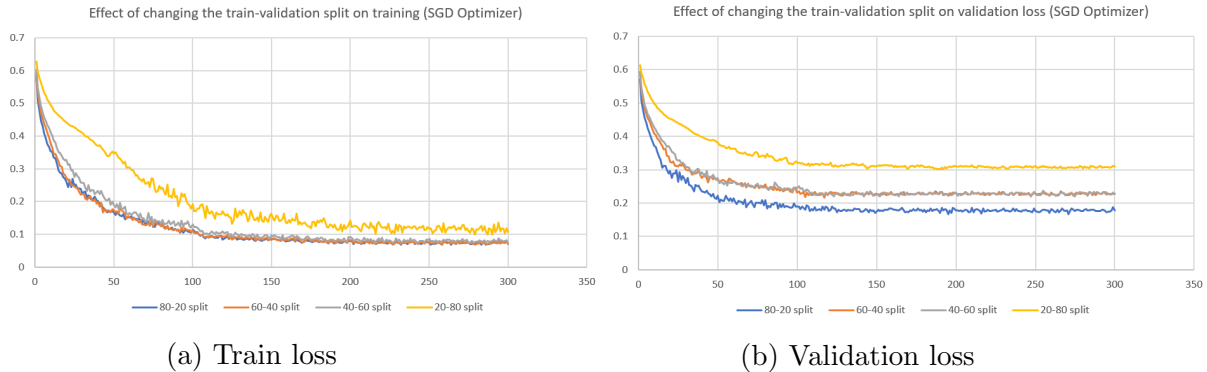 Effect of changing the train-validation split on training (SGD Optimizer)
0.7
0.6
0.5
0.4
0.3
0.2
0.1
0
0 50 100 150 200 250 300 350
80-20 split 60-40 split 40-60 split 20-80 split
(a) Train loss
Effect of changing the train-validation split on validation loss (SGD Optimizer)
0.7
0.6
0.5
0.4
0.3
0.2
0.1
0
0 50 100 150 200 250 300 350
80-20 split 60-40 split 40-60 split 20-80 split
(b) Validation loss